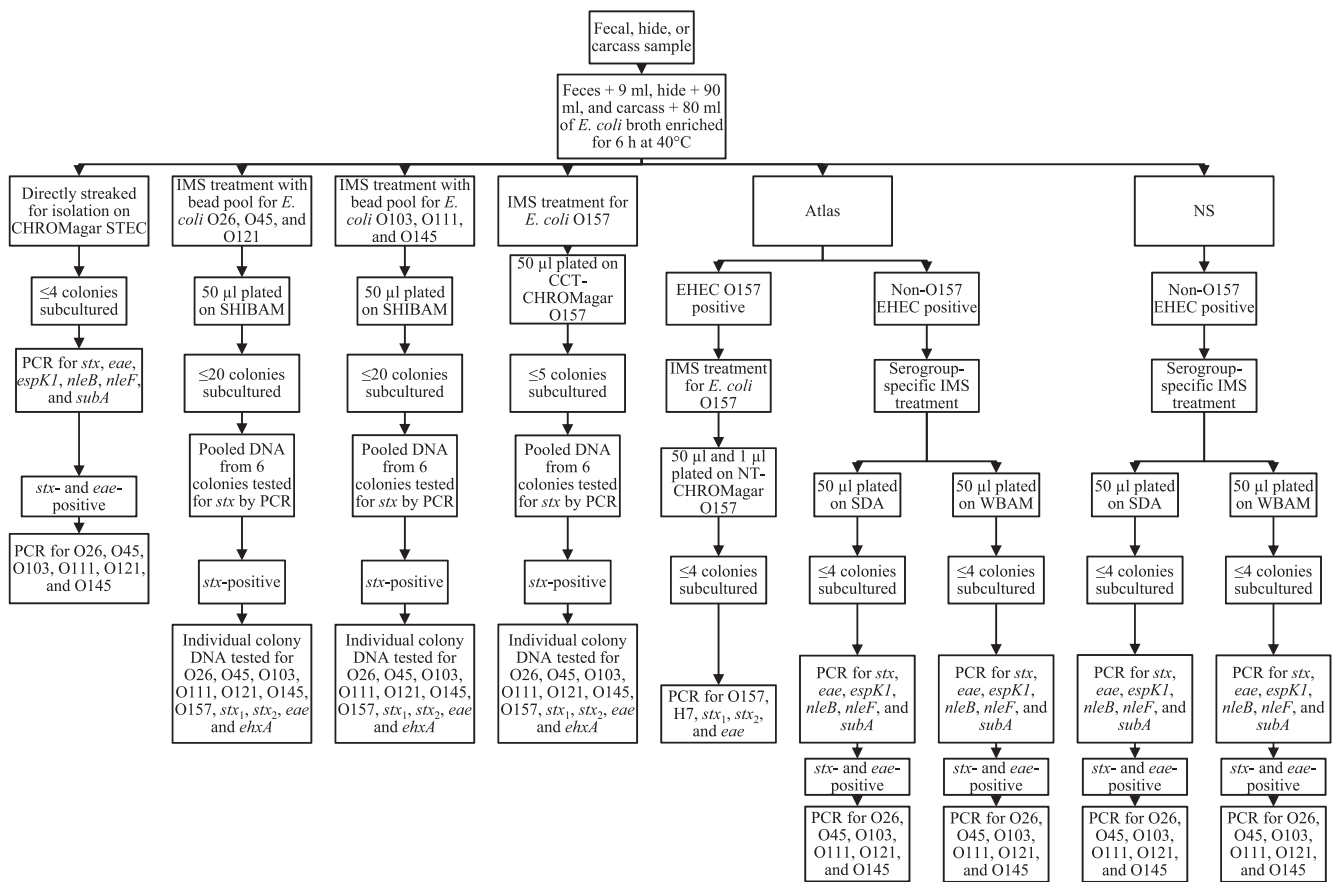 Fecal, hide, or
carcass sample
Feces + 9 ml, hide + 90
ml, and carcass + 80 ml
of E. coli broth enriched
for 6 h at 40°C
Directly streaked
for isolation on
CHROMagar STEC
≤4 colonies
subcultured
PCR for stx, eae,
espK1, nleB, nleF,
and subA
stx- and eae-
positive
PCR for O26, O45,
O103, O111, O121,
and O145
IMS treatment with
bead pool for E.
coli O26, O45, and
O121
50 µl plated
on SHIBAM
≤20 colonies
subcultured
Pooled DNA
from 6
colonies tested
for stx by PCR
stx-positive
Individual colony
DNA tested for
O26, O45, O103,
O111, O121, O145,
O157, stx₁, stx₂, eae
and ehxA
IMS treatment with
bead pool for E.
coli O103, O111,
and O145
50 µl plated
on SHIBAM
≤20 colonies
subcultured
Pooled DNA
from 6
colonies tested
for stx by PCR
stx-positive
Individual colony
DNA tested for
O26, O45, O103,
O111, O121, O145,
O157, stx₁, stx₂, eae
and ehxA
IMS treatment for
E. coli O157
50 µl plated on
CCT-
CHROMagar
O157
≤5 colonies
subcultured
Pooled DNA
from 6
colonies tested
for stx by PCR
stx-positive
Individual colony
DNA tested for
O26, O45, O103,
O111, O121, O145,
O157, stx₁, stx₂, eae
and ehxA
Atlas
EHEC O157
positive
IMS treatment
for E. coli
O157
50 µl and 1 µl
plated on NT-
CHROMagar
O157
≤4 colonies
subcultured
PCR for O157,
H7, stx₁, stx₂,
and eae
Non-O157
EHEC positive
Serogroup-
specific IMS
treatment
50 µl plated
on SDA
≤4 colonies
subcultured
PCR for stx,
eae, espK1,
nleB, nleF, and
subA
stx- and eae-
positive
PCR for O26,
O45, O103,
O111, O121,
and O145
50 µl plated
on WBAM
≤4 colonies
subcultured
PCR for stx,
eae, espK1,
nleB, nleF, and
subA
stx- and eae-
positive
PCR for O26,
O45, O103,
O111, O121,
and O145
NS
Non-O157
EHEC positive
Serogroup-
specific IMS
treatment
50 µl plated
on SDA
≤4 colonies
subcultured
PCR for stx,
eae, espK1,
nleB, nleF, and
subA
stx- and eae-
positive
PCR for O26,
O45, O103,
O111, O121,
and O145
50 µl plated
on WBAM
≤4 colonies
subcultured
PCR for stx,
eae, espK1,
nleB, nleF, and
subA
stx- and eae-
positive
PCR for O26,
O45, O103,
O111, O121,
and O145